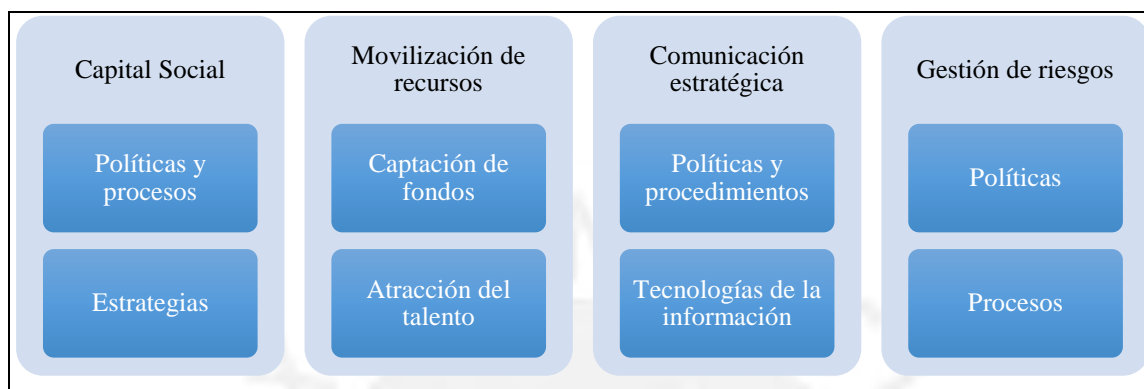 Capital Social
Políticas y
procesos
Estrategias
Movilización de
recursos
Captación de
fondos
Atracción del
talento
Comunicación
estratégica
Políticas y
procedimientos
Tecnologías de la
información
Gestión de riesgos
Políticas
Procesos